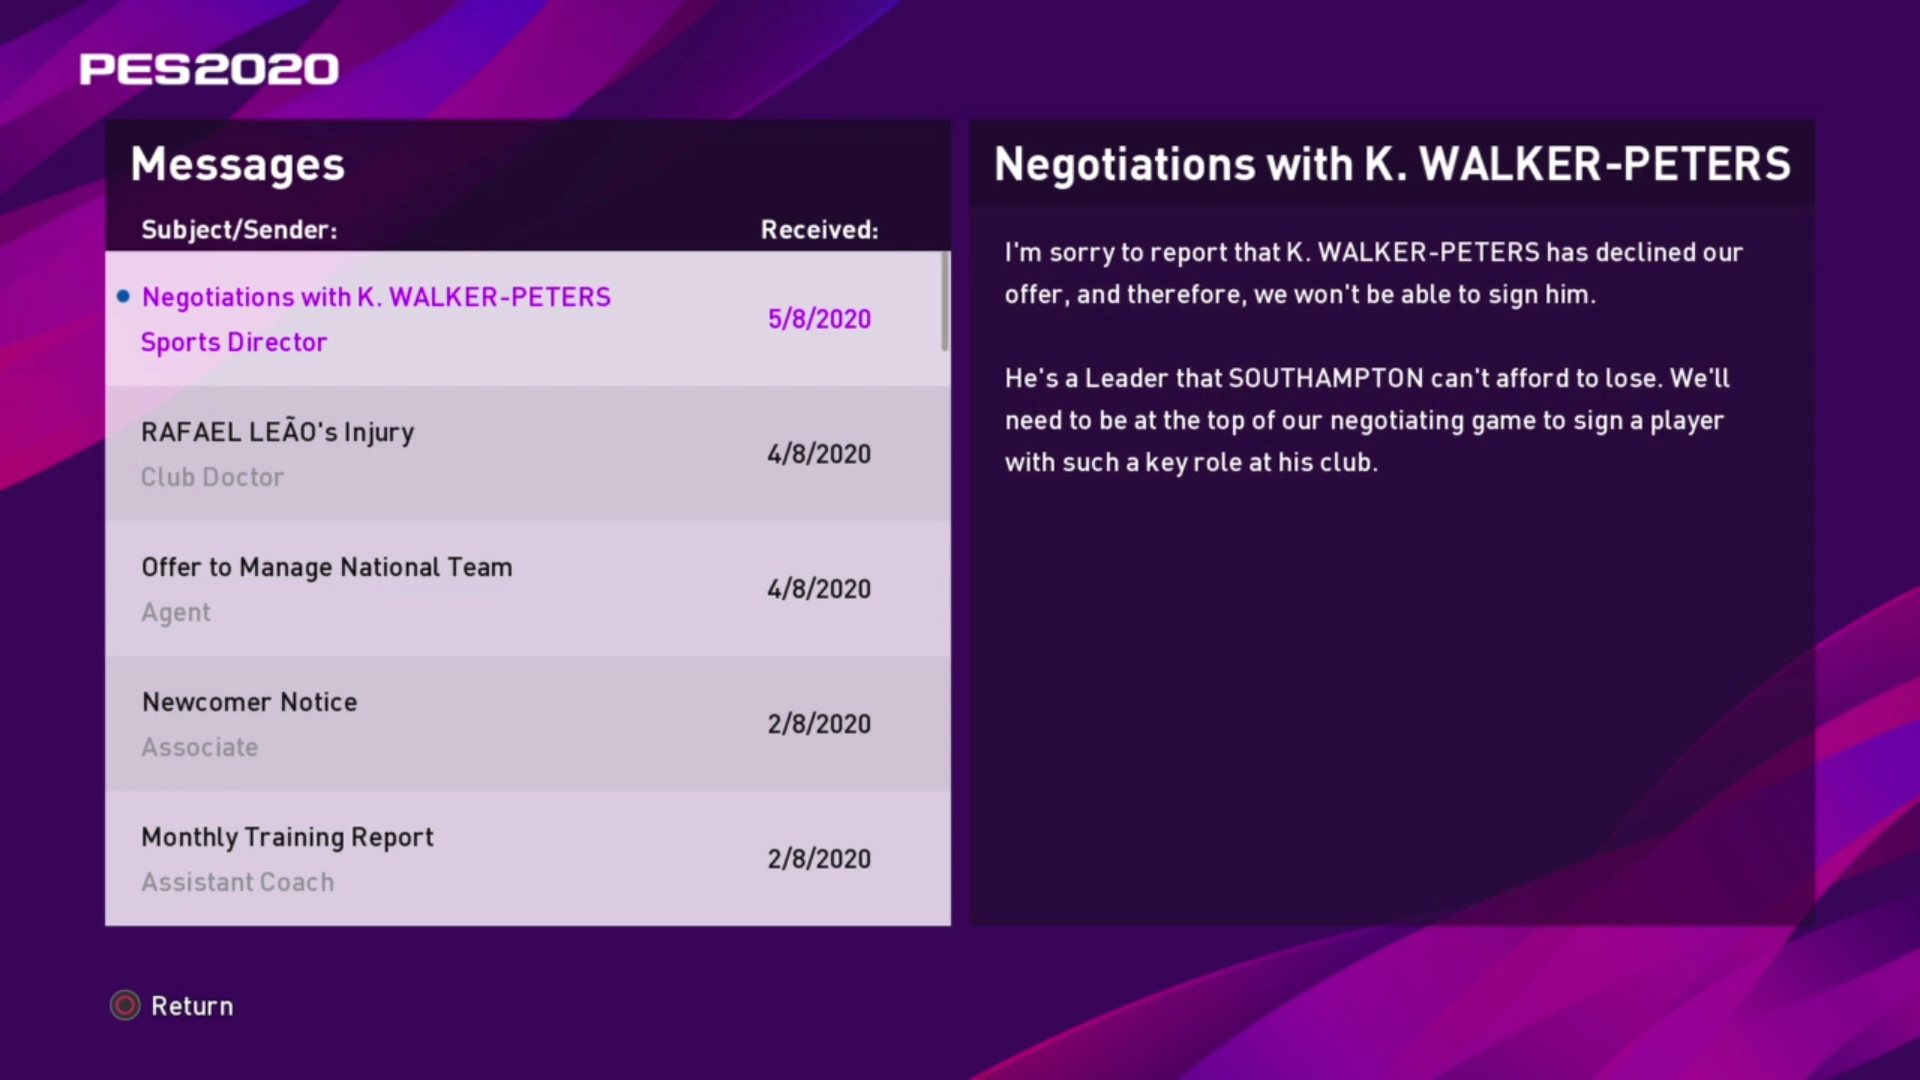 PES2020
Messages
Subject/Sender:
Received:
Negotiations with K. WALKER-PETERS
Sports Director
5/8/2020
RAFAEL LEÃO's Injury
Club Doctor
4/8/2020
Offer to Manage National Team
Agent
4/8/2020
Newcomer Notice
Associate
2/8/2020
Monthly Training Report
Assistant Coach
2/8/2020
Negotiations with K. WALKER-PETERS
I'm sorry to report that K. WALKER-PETERS has declined our
offer, and therefore, we won't be able to sign him.
He's a Leader that SOUTHAMPTON can't afford to lose. We'll
need to be at the top of our negotiating game to sign a player
with such a key role at his club.
Return